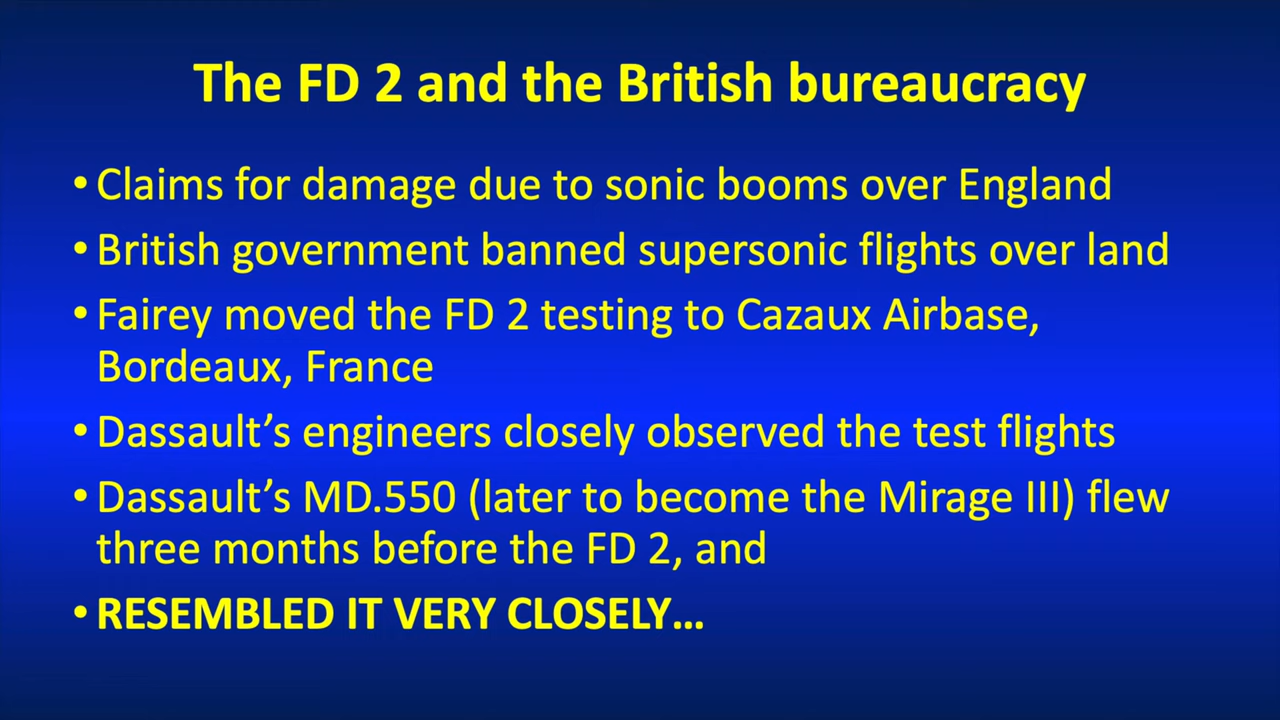 The FD 2 and the British bureaucracy
• Claims for damage due to sonic booms over England
• British government banned supersonic flights over land
• Fairey moved the FD 2 testing to Cazaux Airbase,
Bordeaux, France
• Dassault’s engineers closely observed the test flights
• Dassault’s MD.550 (later to become the Mirage III) flew
three months before the FD 2, and
• RESEMBLED IT VERY CLOSELY…